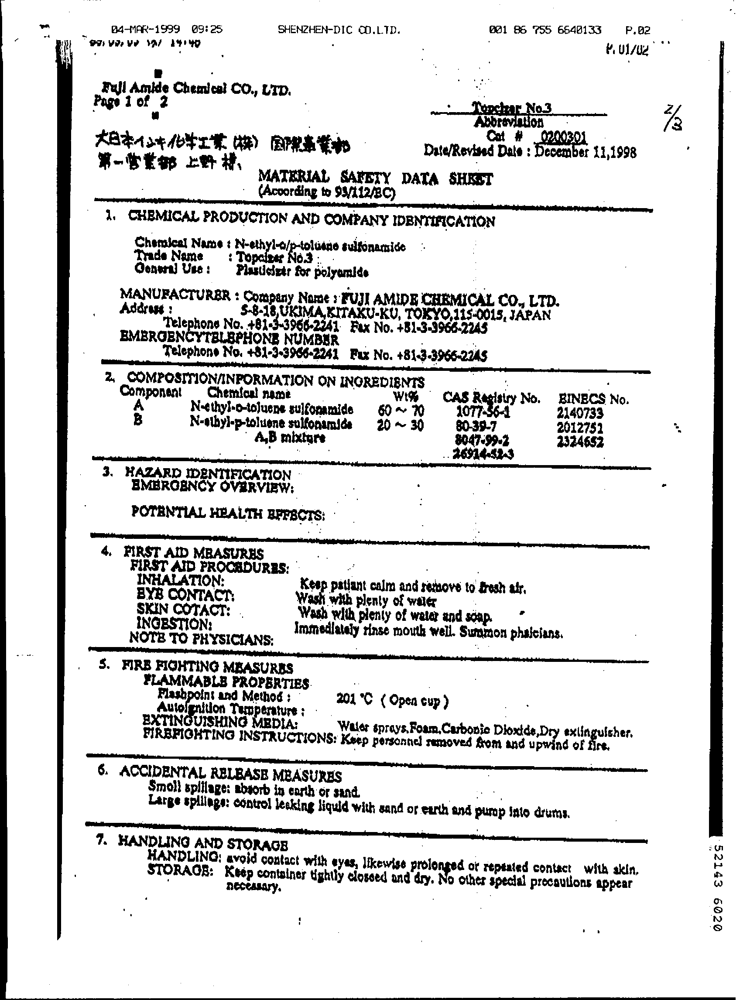 04-MAR-1999 09:25 SHENZHEN-DIC CO.LTD. 001 86 755 6640133 P.02
P. 01/02
Fuji Amide Chemical CO., LTD.
Page 1 of 2
Topcizer No.3
Abbreviation
Cat # 0200301
Date/Revised Date : December 11,1998
2/3
大日本インキ化学工業(株) 国際事業部
第一営業部 上野 様
MATERIAL SAFETY DATA SHEET
(According to 93/112/EC)
1. CHEMICAL PRODUCTION AND COMPANY IDENTIFICATION
Chemical Name : N-ethyl-o/p-toluene sulfonamide
Trade Name : Topcizer No.3
General Use : Plasticizer for polyamide
MANUFACTURER : Company Name : FUJI AMIDE CHEMICAL CO., LTD.
Address : 5-8-18,UKIMA,KITAKU-KU, TOKYO,115-0015, JAPAN
Telephone No. +81-3-3966-2241 Fax No. +81-3-3966-2245
EMERGENCYTELEPHONE NUMBER
Telephone No. +81-3-3966-2241 Fax No. +81-3-3966-2245
2. COMPOSITION/INFORMATION ON INGREDIENTS
Component Chemical name Wt% CAS Registry No. EINECS No.
A N-ethyl-o-toluene sulfonamide 60 ~ 70 1077-56-1 2140733
B N-ethyl-p-toluene sulfonamide 20 ~ 30 80-39-7 2012751
A,B mixture 8047-99-2 2324652
26914-52-3
3. HAZARD IDENTIFICATION
EMERGENCY OVERVIEW:
POTENTIAL HEALTH EFFECTS:
4. FIRST AID MEASURES
FIRST AID PROCEDURES:
INHALATION: Keep patiant calm and remove to fresh air.
EYE CONTACT: Wash with plenty of water
SKIN COTACT: Wash with plenty of water and soap.
INGESTION: Immediately rinse mouth well. Summon phsicians.
NOTE TO PHYSICIANS:
5. FIRE FIGHTING MEASURES
FLAMMABLE PROPERTIES
Flashpoint and Method : 201 ℃ ( Open cup )
Autoignition Temperature :
EXTINGUISHING MEDIA: Water sprays,Foam,Carbonic Dioxide,Dry extinguisher.
FIREFIGHTING INSTRUCTIONS: Keep personnel removed from and upwind of fire.
6. ACCIDENTAL RELEASE MEASURES
Smoll spillage: absorb in earth or sand.
Large spillage: control leaking liquid with sand or earth and pump into drums.
7. HANDLING AND STORAGE
HANDLING: avoid contact with eyes, likewise prolonged or repeated contact with skin.
STORAGE: Keep container tightly closeed and dry. No other special precautions appear
necessary.
52143 6020